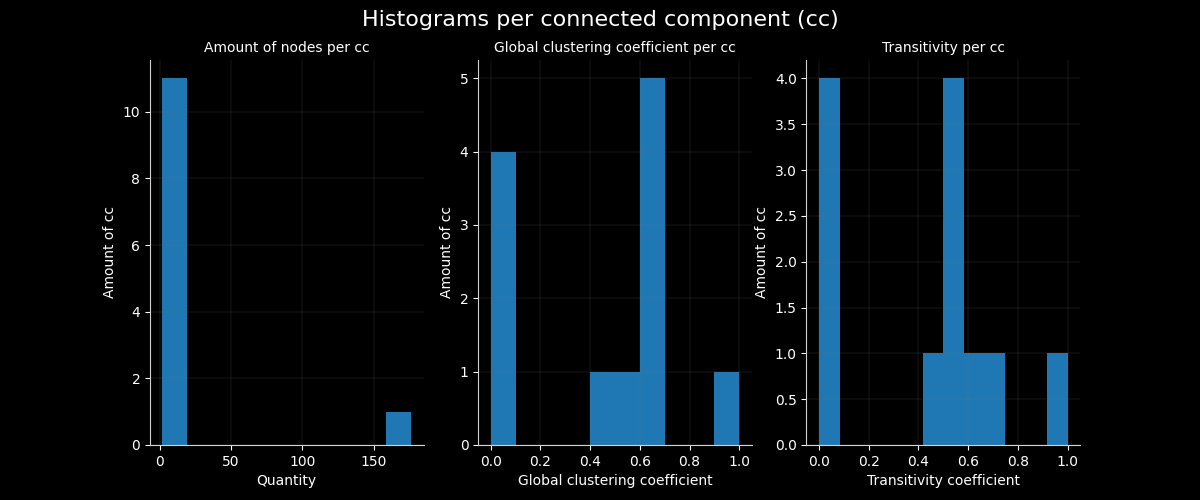 Histograms per connected component (cc)
Amount of nodes per cc
Amount of cc
10
8
6
4
2
0
0 50 100 150
Quantity
Global clustering coefficient per cc
Amount of cc
5
4
3
2
1
0
0.0 0.2 0.4 0.6 0.8 1.0
Global clustering coefficient
Transitivity per cc
Amount of cc
4.0
3.5
3.0
2.5
2.0
1.5
1.0
0.5
0.0
0.0 0.2 0.4 0.6 0.8 1.0
Transitivity coefficient